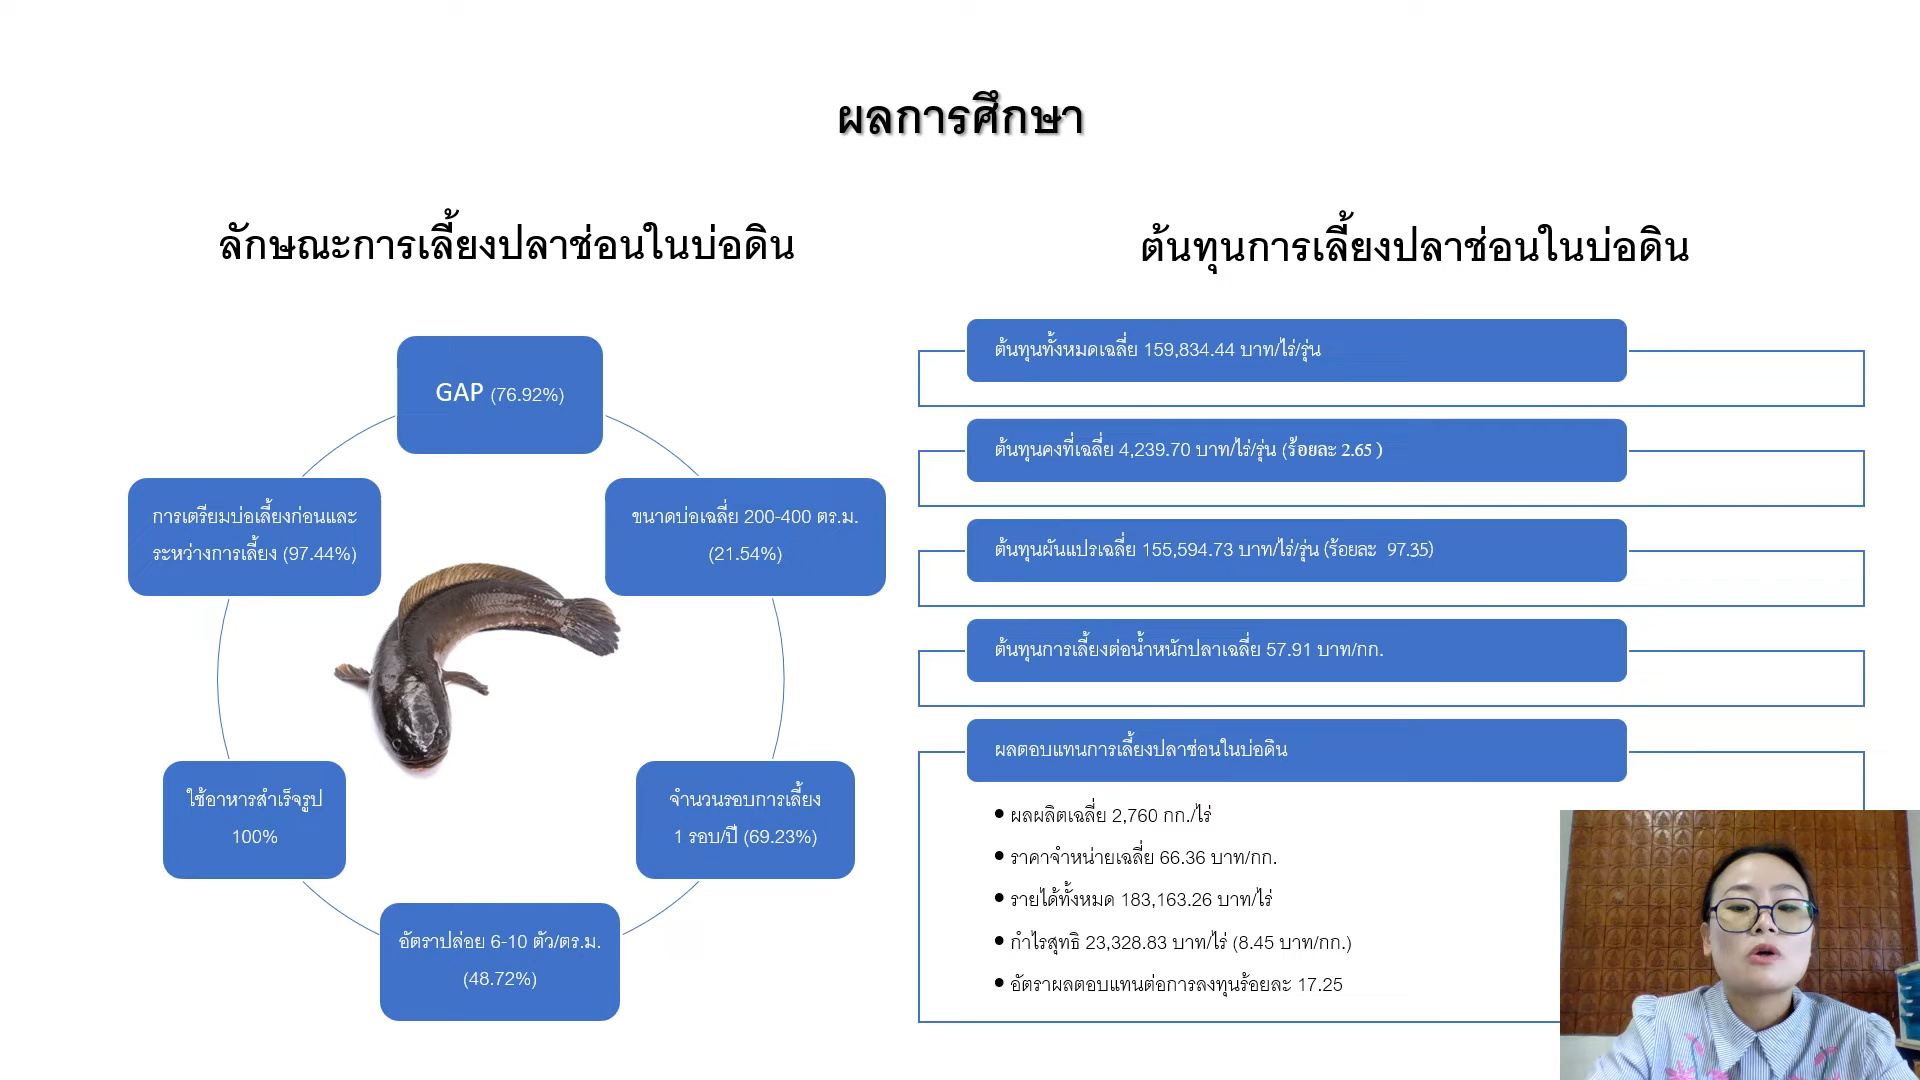 ผลการศึกษา
ลักษณะการเลี้ยงปลาช่อนในบ่อดิน
GAP (76.92%)
ขนาดบ่อเฉลี่ย 200-400 ตร.ม.
(21.54%)
จำนวนรอบการเลี้ยง
1 รอบ/ปี (69.23%)
อัตราปล่อย 6-10 ตัว/ตร.ม.
(48.72%)
ใช้อาหารสำเร็จรูป
100%
การเตรียมบ่อเลี้ยงก่อนและ
ระหว่างการเลี้ยง (97.44%)
ต้นทุนการเลี้ยงปลาช่อนในบ่อดิน
ต้นทุนทั้งหมดเฉลี่ย 159,834.44 บาท/ไร่/รุ่น
ต้นทุนคงที่เฉลี่ย 4,239.70 บาท/ไร่/รุ่น (ร้อยละ 2.65 )
ต้นทุนผันแปรเฉลี่ย 155,594.73 บาท/ไร่/รุ่น (ร้อยละ 97.35)
ต้นทุนการเลี้ยงต่อน้ำหนักปลาเฉลี่ย 57.91 บาท/กก.
ผลตอบแทนการเลี้ยงปลาช่อนในบ่อดิน
• ผลผลิตเฉลี่ย 2,760 กก./ไร่
• ราคาจำหน่ายเฉลี่ย 66.36 บาท/กก.
• รายได้ทั้งหมด 183,163.26 บาท/ไร่
• กำไรสุทธิ 23,328.83 บาท/ไร่ (8.45 บาท/กก.)
• อัตราผลตอบแทนต่อการลงทุนร้อยละ 17.25